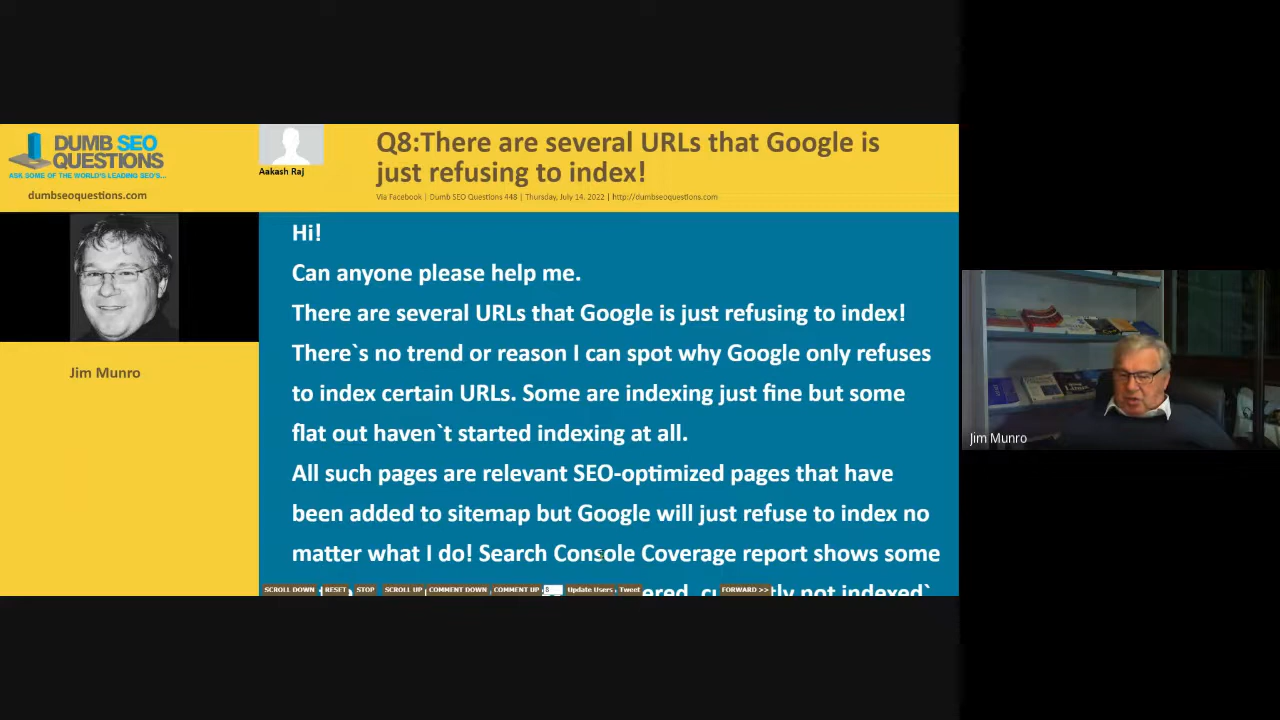 DUMB SEO
QUESTIONS
ASK SOME OF THE WORLD'S LEADING SEO'S...
dumbseoquestions.com
Aakash Raj
Q8:There are several URLs that Google is
just refusing to index!
Via Facebook | Dumb SEO Questions 448 | Thursday, July 14, 2022 | http://dumbseoquestions.com
Jim Munro
Hi!
Can anyone please help me.
There are several URLs that Google is just refusing to index!
There`s no trend or reason I can spot why Google only refuses
to index certain URLs. Some are indexing just fine but some
flat out haven`t started indexing at all.
All such pages are relevant SEO-optimized pages that have
been added to sitemap but Google will just refuse to index no
matter what I do! Search Console Coverage report shows some
not indexed`
SCROLL DOWN RESET STOP SCROLL UP COMMENT DOWN COMMENT UP 8 Update Users Tweet FORWARD >>
Jim Munro